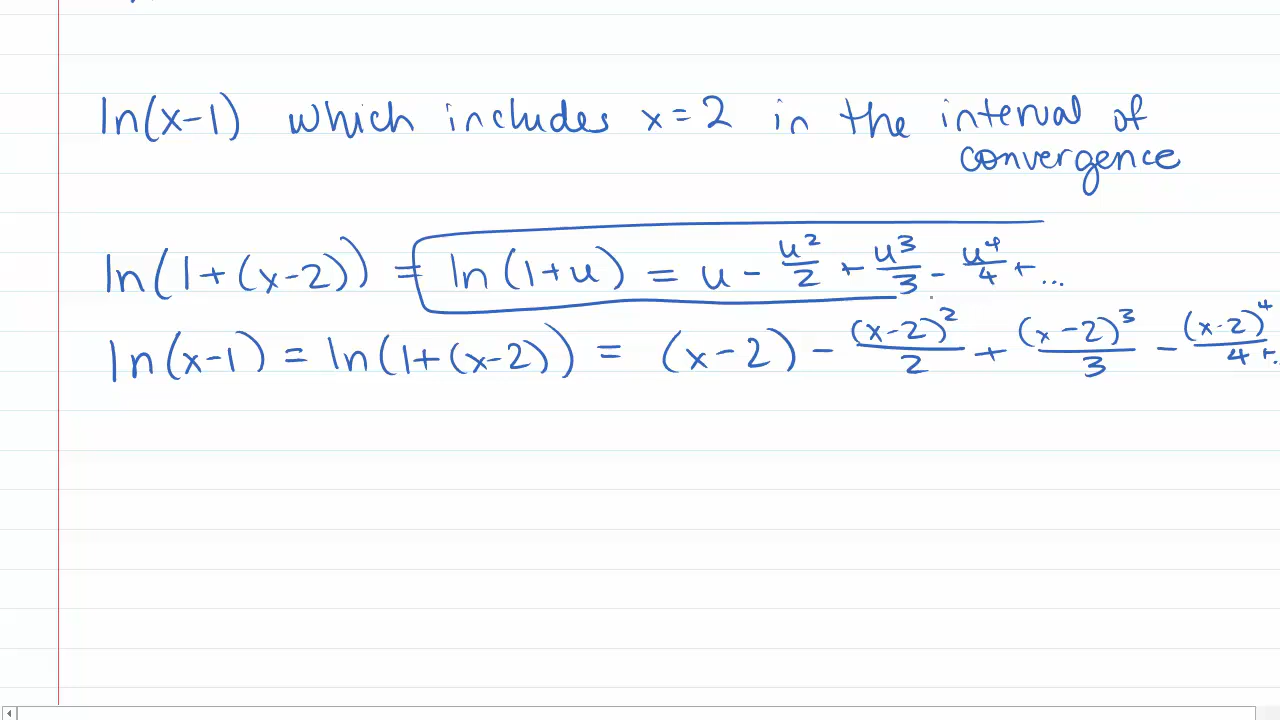 ln(x-1) which includes x=2 in the interval of
convergence
ln(1+(x-2)) = ln(1+u) = u - u²/2 + u³/3 - u⁴/4 + ...
ln(x-1) = ln(1+(x-2)) = (x-2) - (x-2)²/2 + (x-2)³/3 - (x-2)⁴/4 + ...